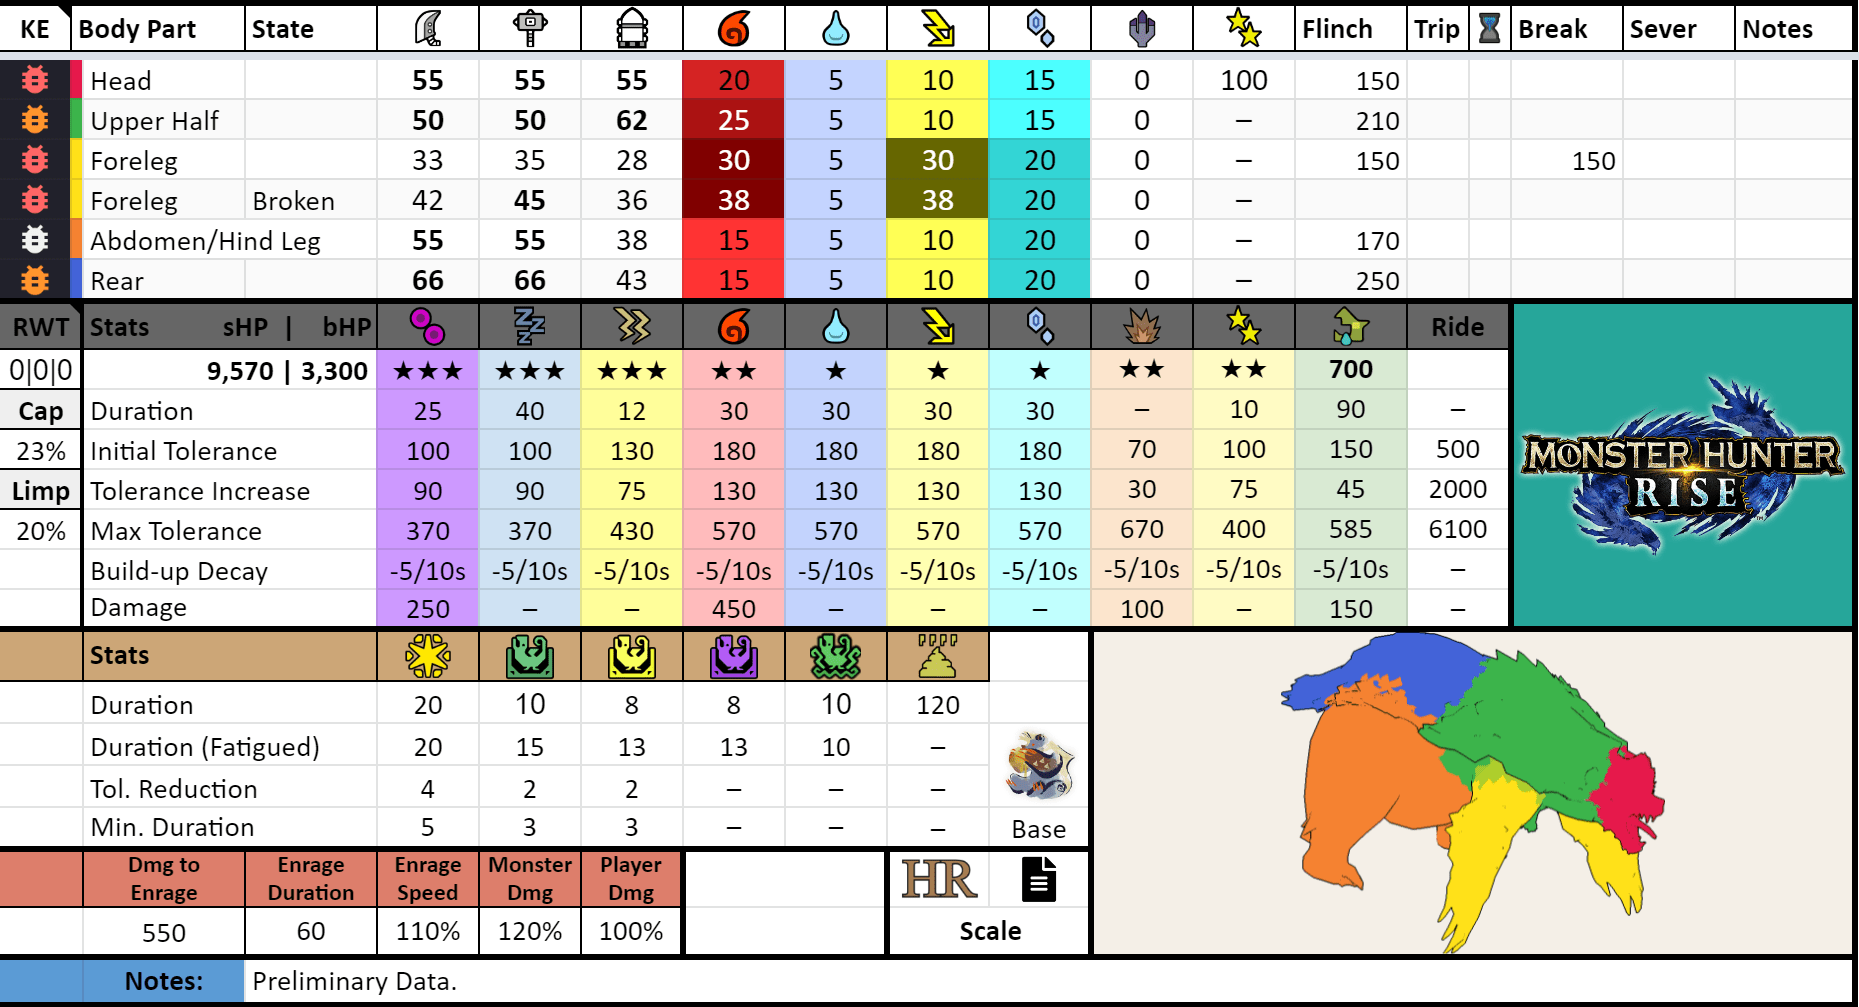 KE Body Part State Flinch Trip Break Sever Notes
Head 55 55 55 20 5 10 15 0 100 150
Upper Half 50 50 62 25 5 10 15 0 – 210
Foreleg 33 35 28 30 5 30 20 0 – 150 150
Foreleg Broken 42 45 36 38 5 38 20 0 –
Abdomen/Hind Leg 55 55 38 15 5 10 20 0 – 170
Rear 66 66 43 15 5 10 20 0 – 250
RWT Stats sHP | bHP Ride
0|0|0 9,570 | 3,300 ★★★ ★★★ ★★★ ★★ ★ ★ ★ ★★ ★★ 700
Cap Duration 25 40 12 30 30 30 30 – 10 90 –
23% Initial Tolerance 100 100 130 180 180 180 180 70 100 150 500
Limp Tolerance Increase 90 90 75 130 130 130 130 30 75 45 2000
20% Max Tolerance 370 370 430 570 570 570 570 670 400 585 6100
Build-up Decay -5/10s -5/10s -5/10s -5/10s -5/10s -5/10s -5/10s -5/10s -5/10s -5/10s –
Damage 250 – – 450 – – – 100 – 150 –
MONSTER HUNTER
RISE
Stats
Duration 20 10 8 8 10 120
Duration (Fatigued) 20 15 13 13 10 –
Tol. Reduction 4 2 2 – – –
Min. Duration 5 3 3 – – –
Base
Dmg to Enrage Enrage Monster Player
Enrage Duration Speed Dmg Dmg
HR
550 60 110% 120% 100%
Scale
Notes: Preliminary Data.